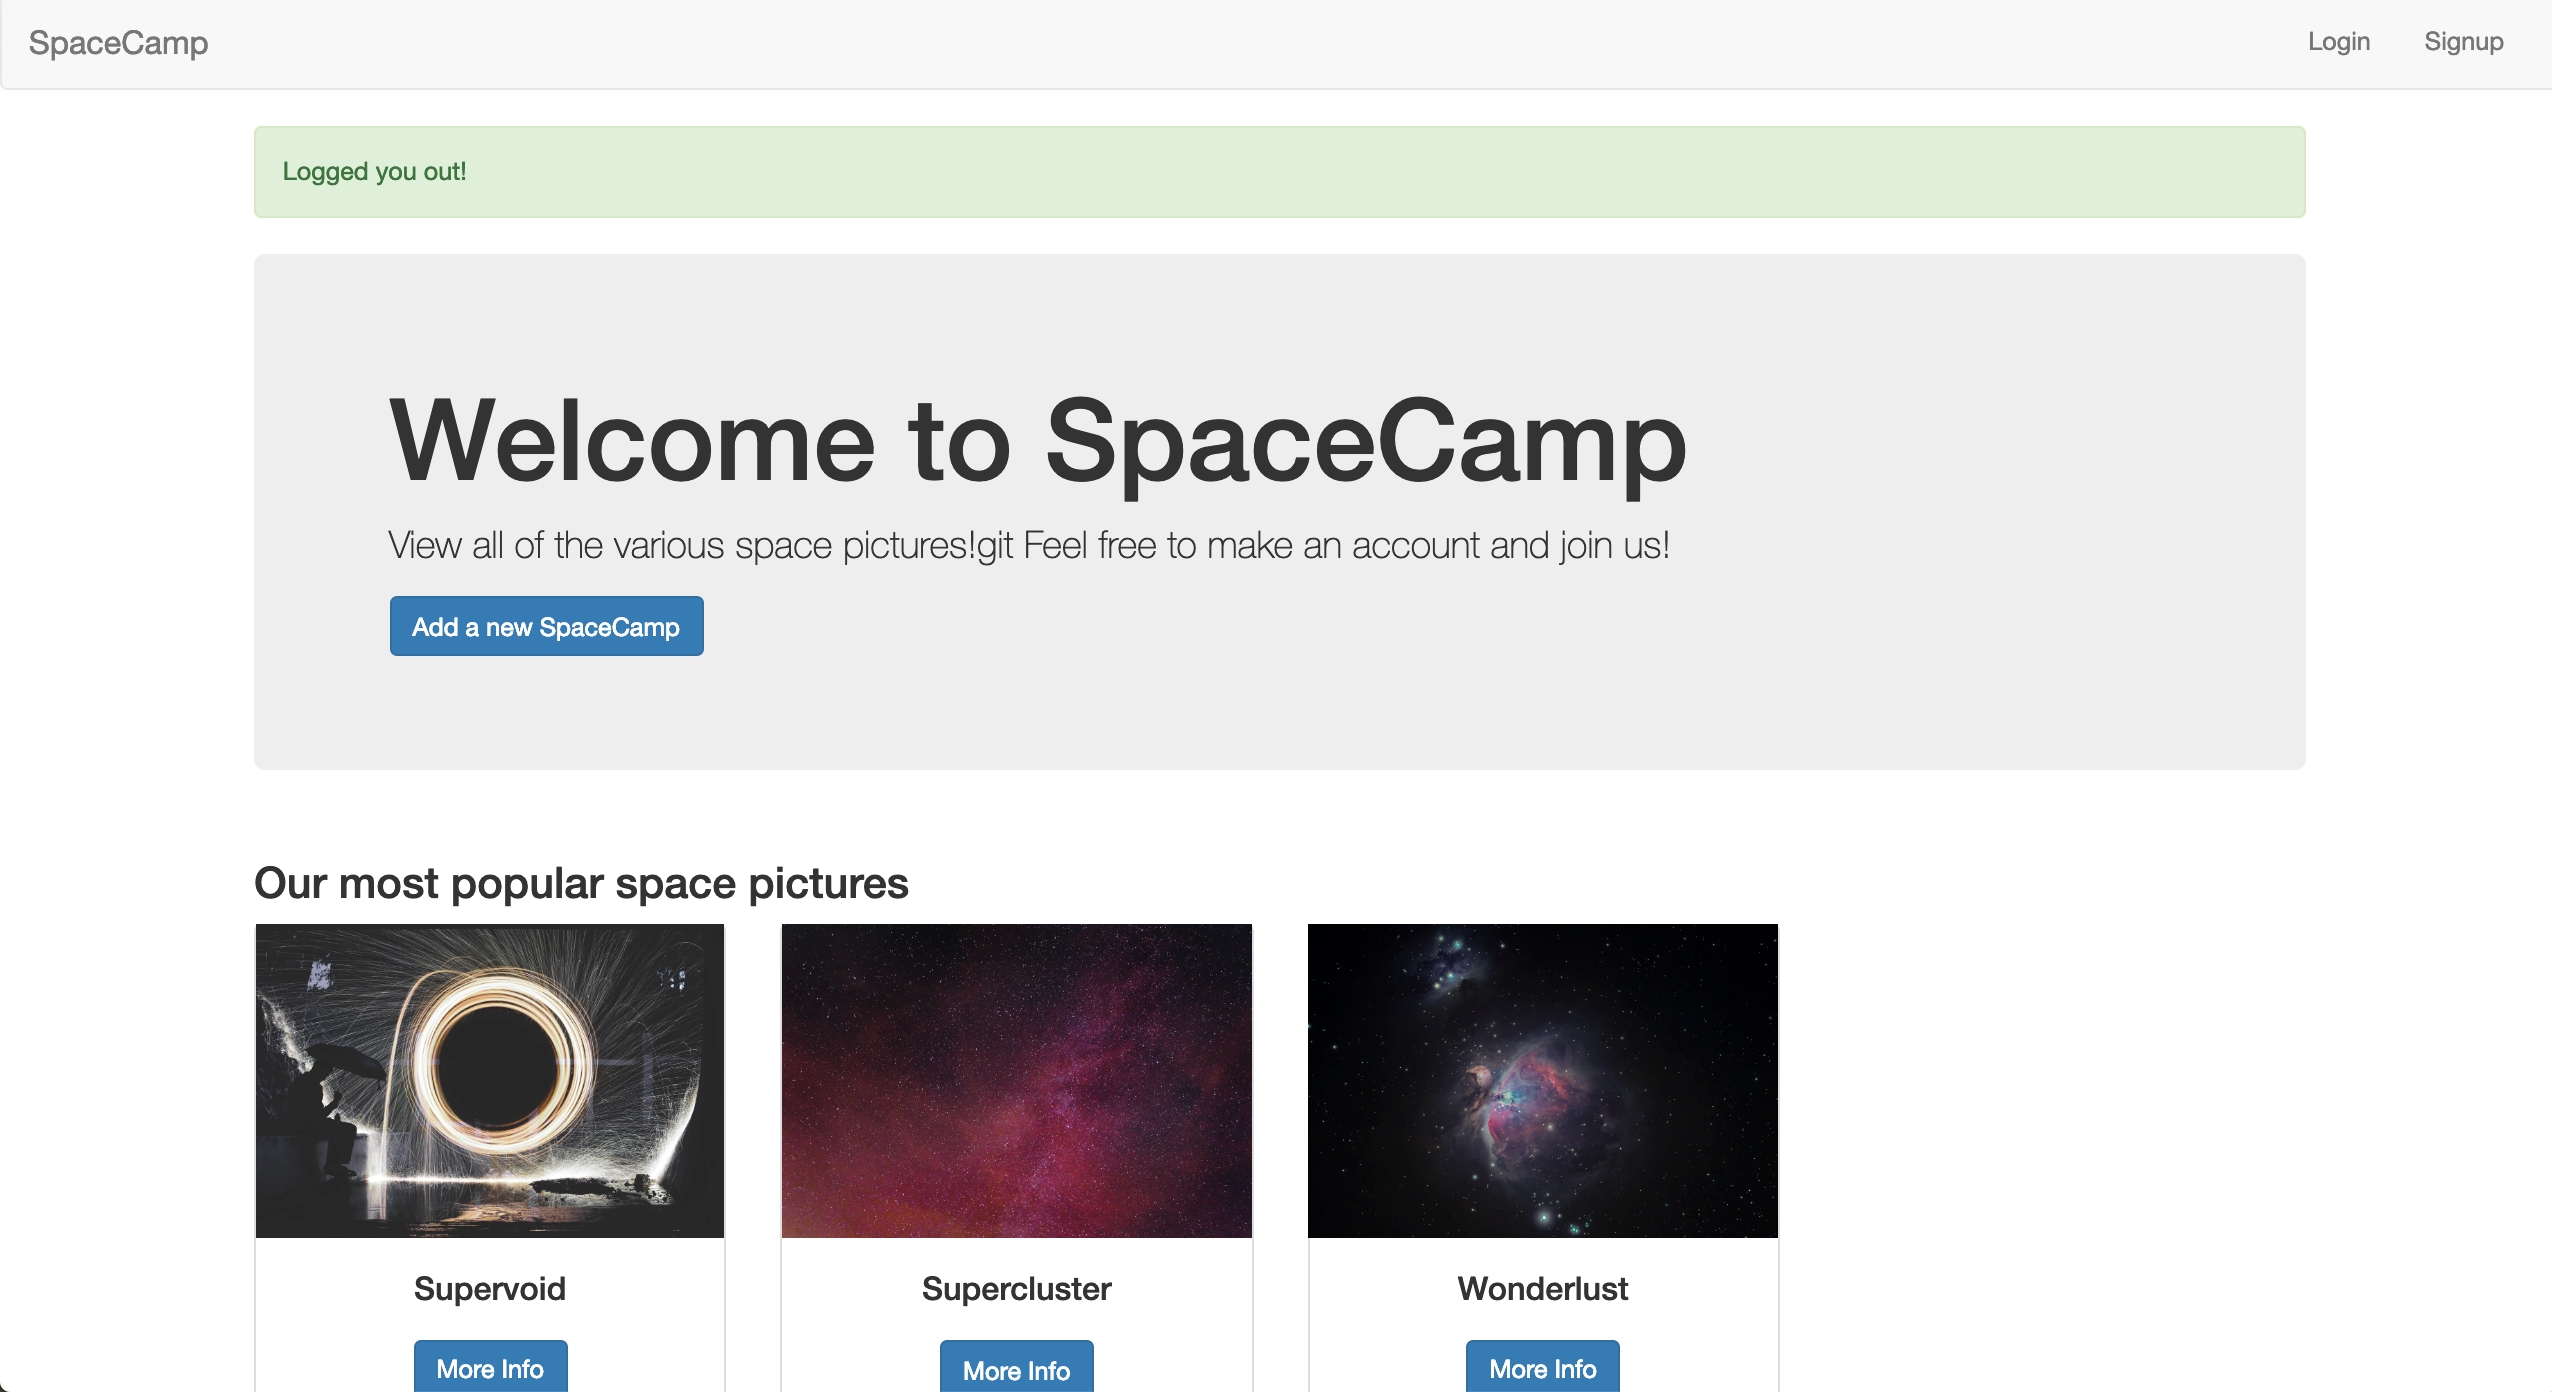 SpaceCamp
Login
Signup
Logged you out!
Welcome to SpaceCamp
View all of the various space pictures!git Feel free to make an account and join us!
Add a new SpaceCamp
Our most popular space pictures
Supervoid
Supercluster
Wonderlust
More Info
More Info
More Info